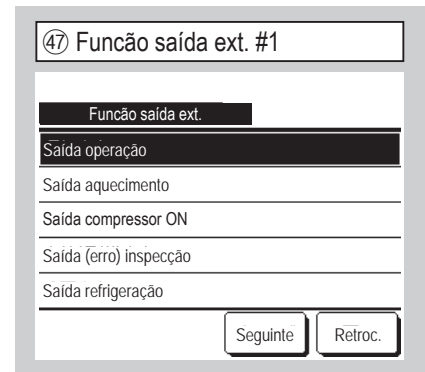 ㊼ Funcão saída ext. #1
Funcão saída ext.
Saída operação
Saída aquecimento
Saída compressor ON
Saída (erro) inspecção
Saída refrigeração
Seguinte Retroc.